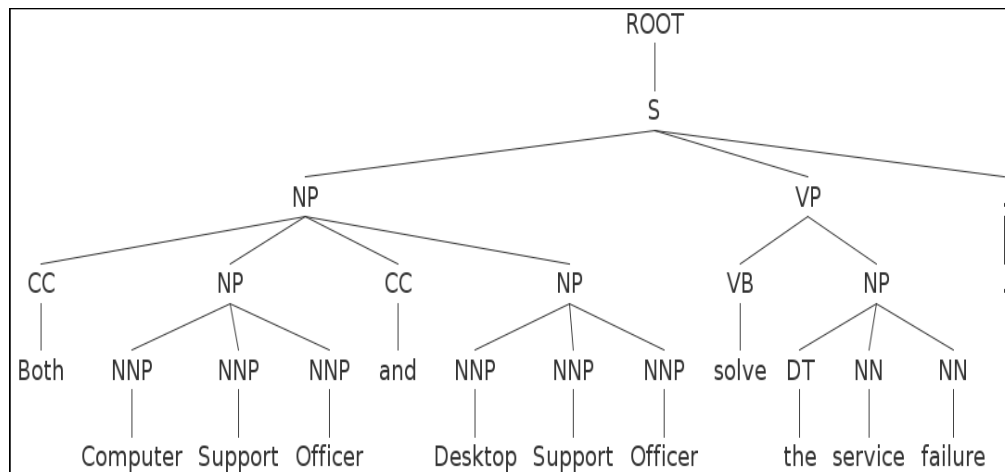 ROOT
S
NP VP .
CC NP CC NP VB NP .
Both NNP NNP NNP and NNP NNP NNP solve DT NN NN
Computer Support Officer Desktop Support Officer the service failure